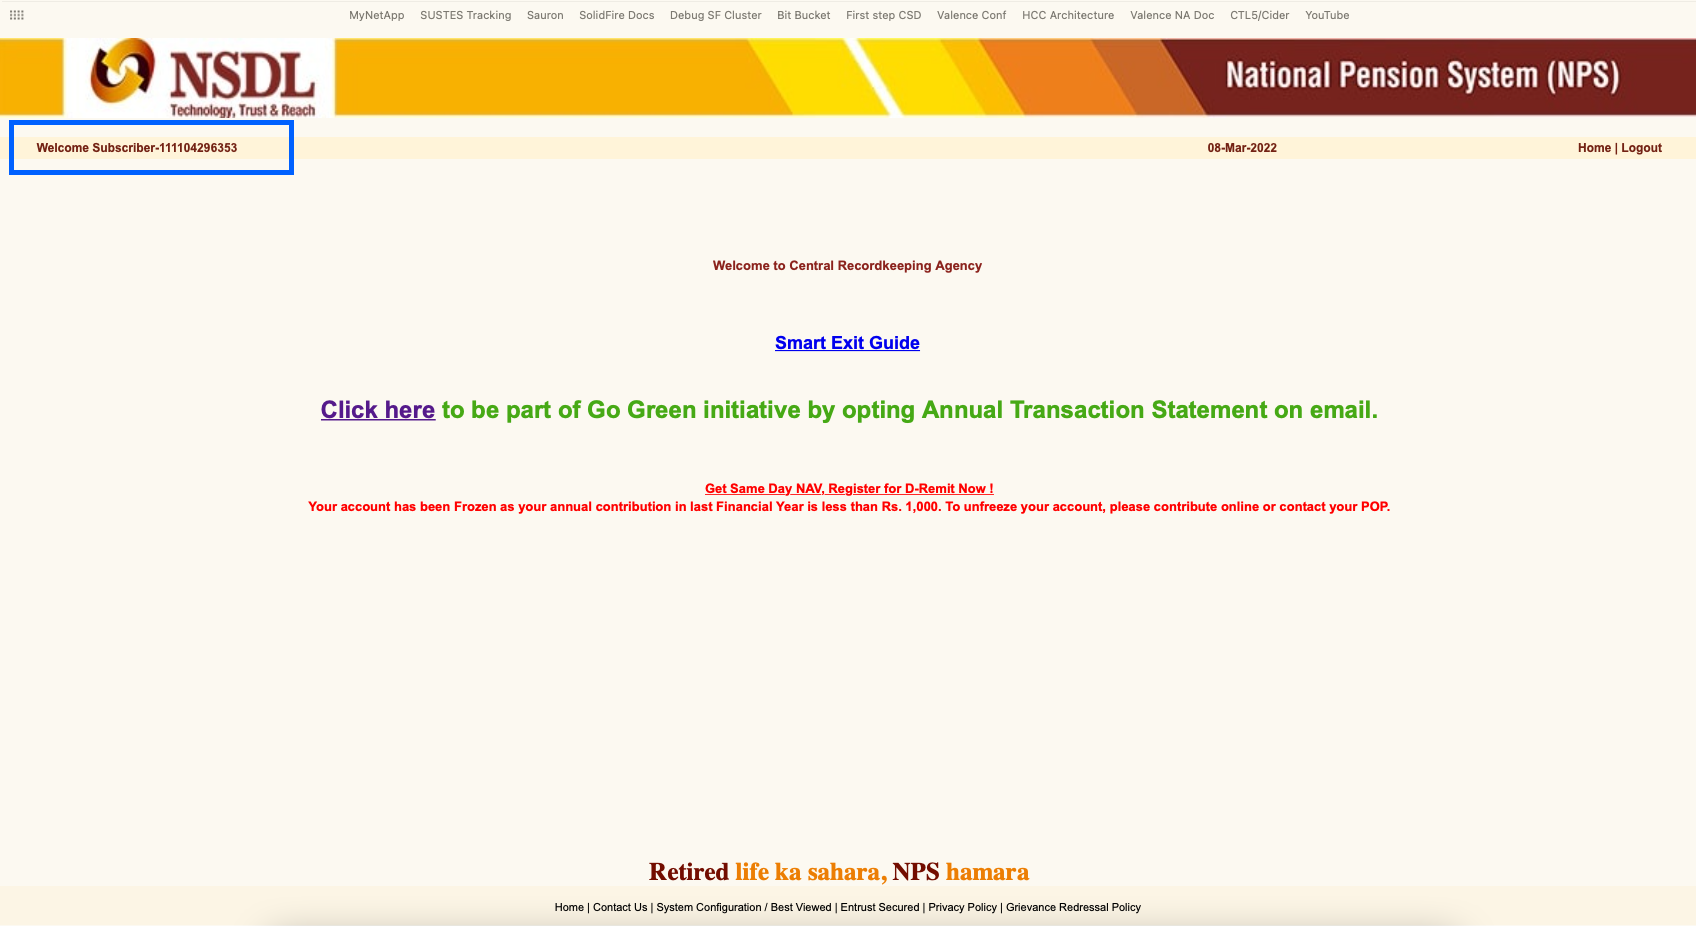 MyNetApp SUSTES Tracking Sauron SolidFire Docs Debug SF Cluster Bit Bucket First step CSD Valence Conf HCC Architecture Valence NA Doc CTL5/Cider YouTube
NSDL
Technology, Trust & Reach
National Pension System (NPS)
Welcome Subscriber-111104296353 08-Mar-2022 Home | Logout
Welcome to Central Recordkeeping Agency
Smart Exit Guide
Click here to be part of Go Green initiative by opting Annual Transaction Statement on email.
Get Same Day NAV, Register for D-Remit Now !
Your account has been Frozen as your annual contribution in last Financial Year is less than Rs. 1,000. To unfreeze your account, please contribute online or contact your POP.
Retired life ka sahara, NPS hamara
Home | Contact Us | System Configuration / Best Viewed | Entrust Secured | Privacy Policy | Grievance Redressal Policy